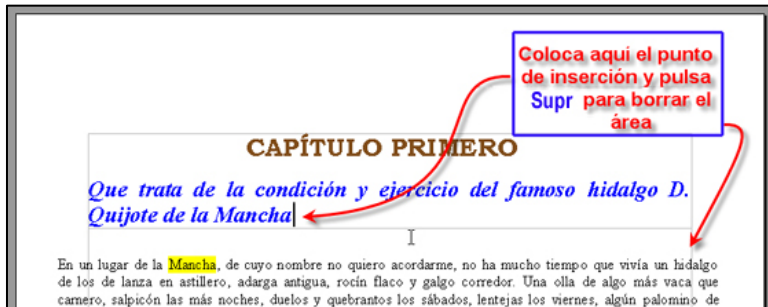 Coloca aqui el punto
de inserción y pulsa
Supr para borrar el
área
CAPÍTULO PRIMERO
Que trata de la condición y ejercicio del famoso hidalgo D.
Quijote de la Mancha
En un lugar de la Mancha, de cuyo nombre no quiero acordarme, no ha mucho tiempo que vivía un hidalgo
de los de lanza en astillero, adarga antigua, rocín flaco y galgo corredor. Una olla de algo más vaca que
carnero, salpicón las más noches, duelos y quebrantos los sábados, lentejas los viernes, algún palomino de